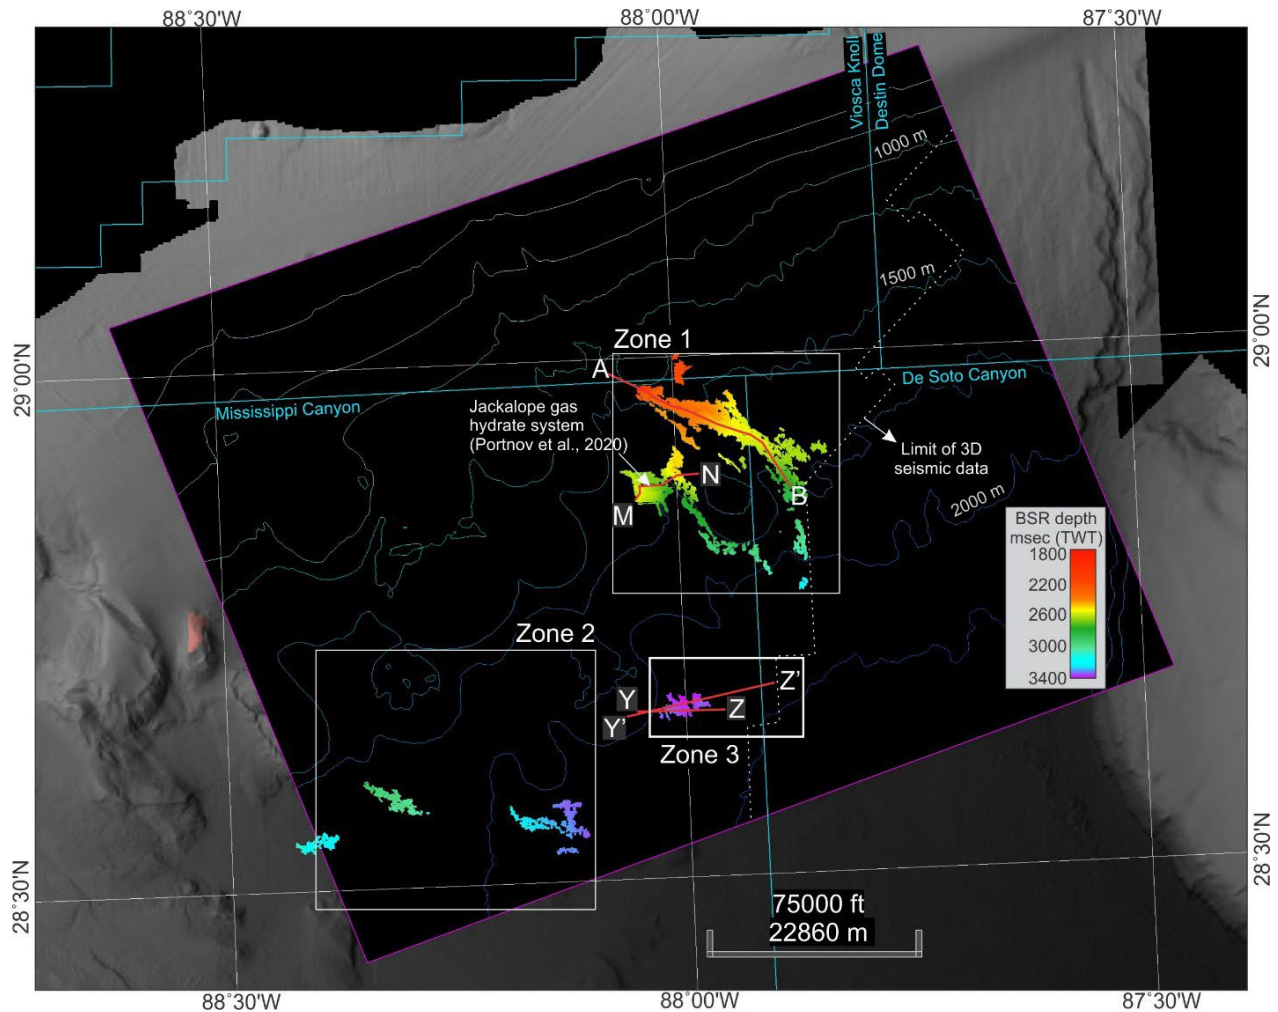 88˚30'W
88˚00'W
87˚30'W
Viosca Knoll
Destin Dome
1000 m
1500 m
29˚00'N
29˚00'N
Zone 1
A
De Soto Canyon
Mississippi Canyon
Jackalope gas
hydrate system
(Portnov et al., 2020)
Limit of 3D
seismic data
N
B
M
2000 m
BSR depth
msec (TWT)
1800
2200
2600
3000
3400
Zone 2
Z'
Y
Z
Y'
Zone 3
28˚30'N
28˚30'N
75000 ft
22860 m
88˚30'W
88˚00'W
87˚30'W